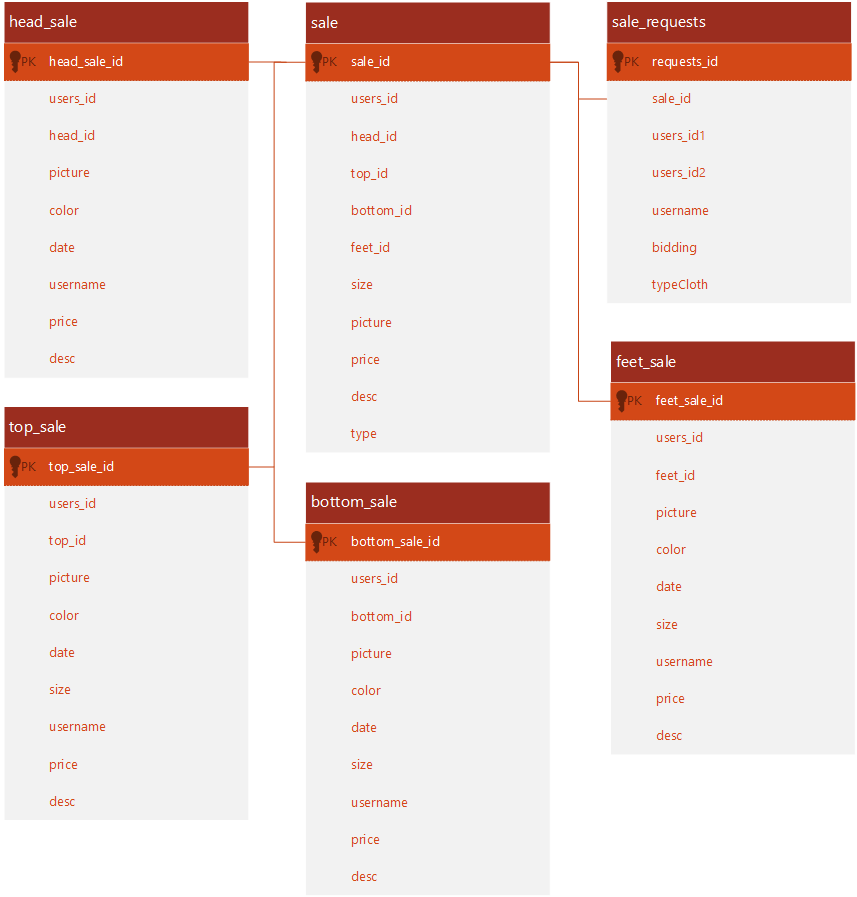 head_sale
PK head_sale_id
users_id
head_id
picture
color
date
username
price
desc
top_sale
PK top_sale_id
users_id
top_id
picture
color
date
size
username
price
desc
sale
PK sale_id
users_id
head_id
top_id
bottom_id
feet_id
size
picture
price
desc
type
bottom_sale
PK bottom_sale_id
users_id
bottom_id
picture
color
date
size
username
price
desc
sale_requests
PK requests_id
sale_id
users_id1
users_id2
username
bidding
typeCloth
feet_sale
PK feet_sale_id
users_id
feet_id
picture
color
date
size
username
price
desc